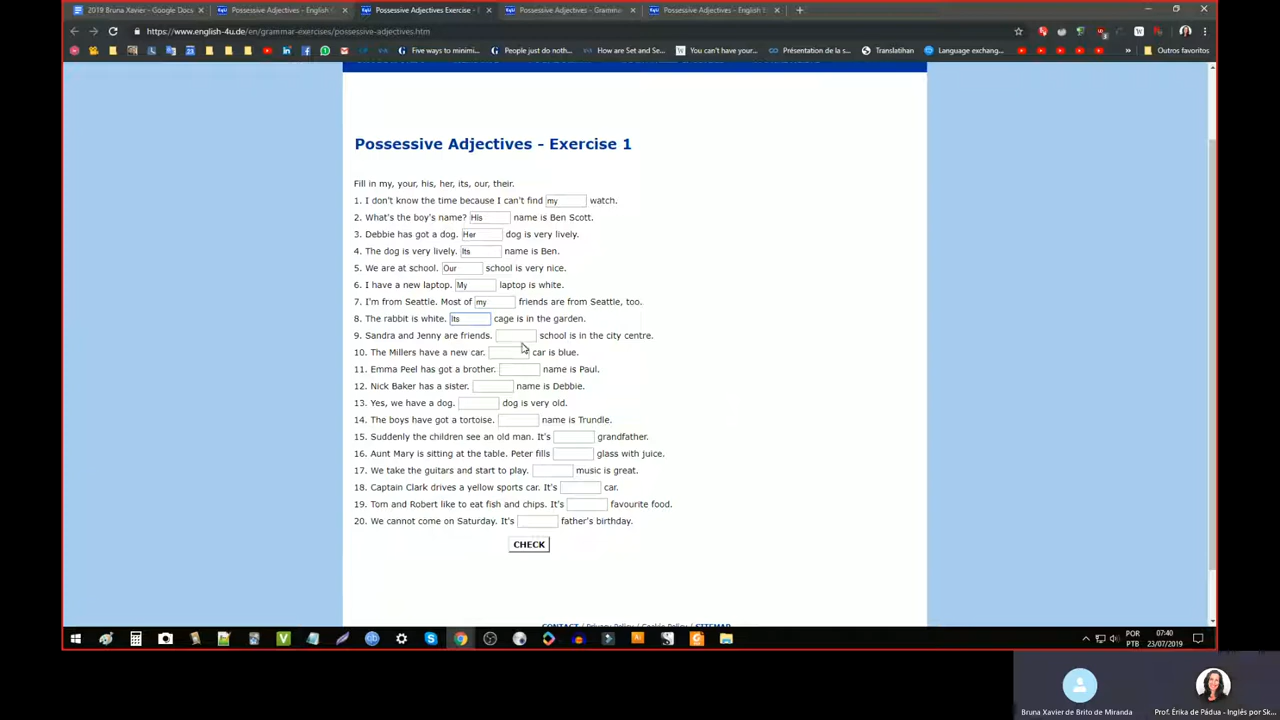 2019 Bruna Xavier - Google Docs
Possessive Adjectives - English
Possessive Adjectives Exercise -
Possessive Adjectives - Gramma
Possessive Adjectives - English
https://www.english-4u.de/en/grammar-exercises/possessive-adjectives.htm
Five ways to minimi...
People just do noth...
How are Set and Se...
You can't have your...
Présentation de la s...
Translatihan
Language exchang...
Outros favoritos
Possessive Adjectives - Exercise 1
Fill in my, your, his, her, its, our, their.
1. I don't know the time because I can't find my watch.
2. What's the boy's name? His name is Ben Scott.
3. Debbie has got a dog. Her dog is very lively.
4. The dog is very lively. Its name is Ben.
5. We are at school. Our school is very nice.
6. I have a new laptop. My laptop is white.
7. I'm from Seattle. Most of my friends are from Seattle, too.
8. The rabbit is white. Its cage is in the garden.
9. Sandra and Jenny are friends. school is in the city centre.
10. The Millers have a new car. car is blue.
11. Emma Peel has got a brother. name is Paul.
12. Nick Baker has a sister. name is Debbie.
13. Yes, we have a dog. dog is very old.
14. The boys have got a tortoise. name is Trundle.
15. Suddenly the children see an old man. It's grandfather.
16. Aunt Mary is sitting at the table. Peter fills glass with juice.
17. We take the guitars and start to play. music is great.
18. Captain Clark drives a yellow sports car. It's car.
19. Tom and Robert like to eat fish and chips. It's favourite food.
20. We cannot come on Saturday. It's father's birthday.
CHECK
CONTACT / Privacy Policy / Cookie Policy / SITEMAP
POR
PTB
07:40
23/07/2019
Bruna Xavier de Brito de Miranda
Prof. Érika de Pádua - Inglês por Sk...